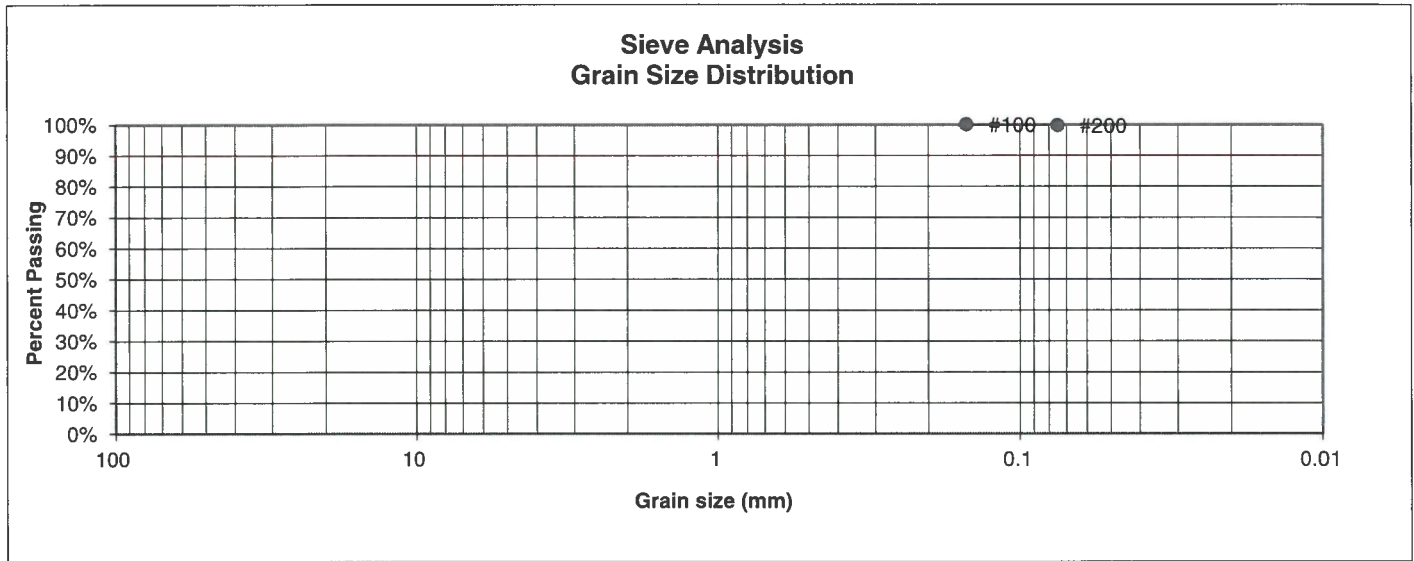 Sieve Analysis
Grain Size Distribution
#100 #200
Percent Passing
100%
90%
80%
70%
60%
50%
40%
30%
20%
10%
0%
100 10 1 0.1 0.01
Grain size (mm)